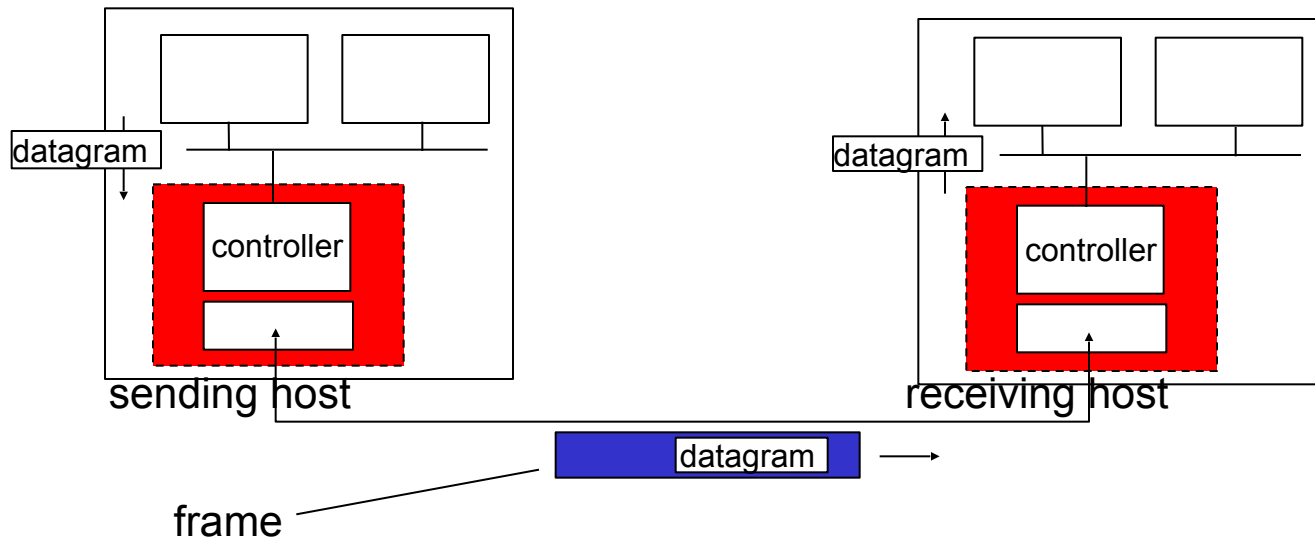 datagram
controller
sending host
datagram
controller
receiving host
datagram
frame